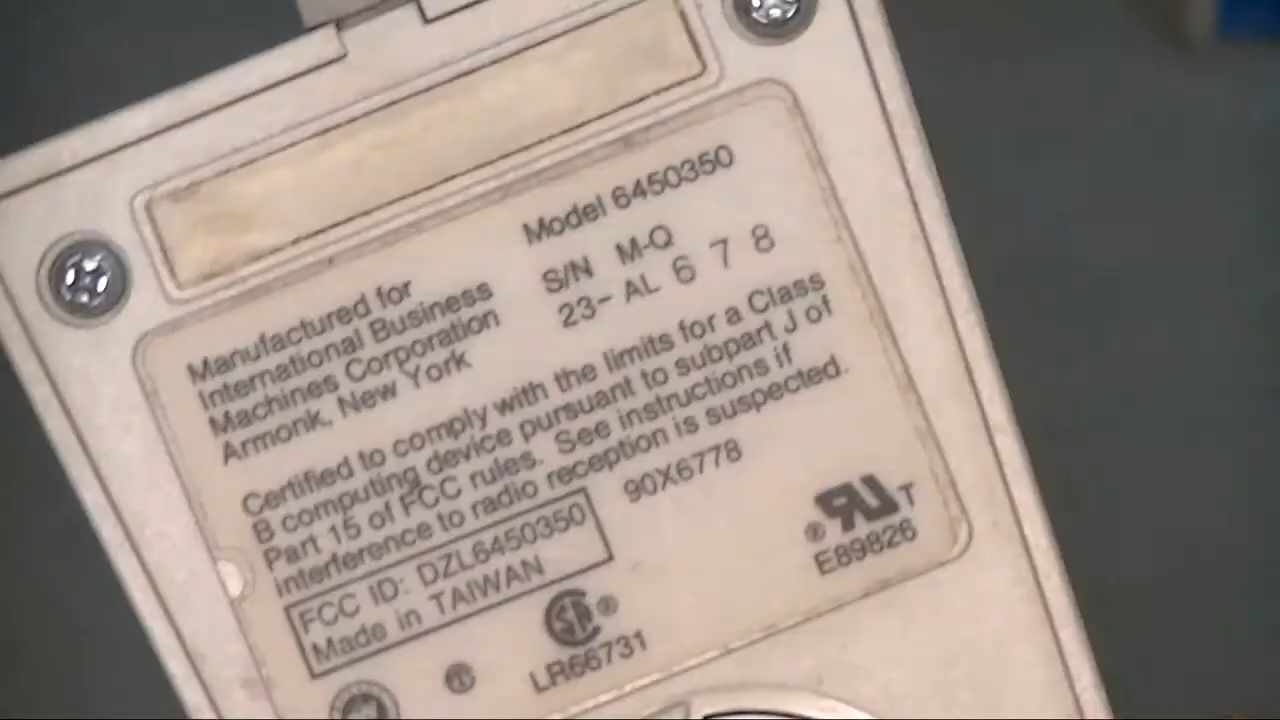 Model 6450350
S/N M-Q
23-AL 6 7 8
Manufactured for
International Business
Machines Corporation
Armonk, New York
Certified to comply with the limits for a Class
B computing device pursuant to subpart J of
Part 15 of FCC rules. See instructions if
interference to radio reception is suspected.
90X6778
FCC ID: DZL6450350
Made in TAIWAN
SA ®
LR66731
® RU T
E89826